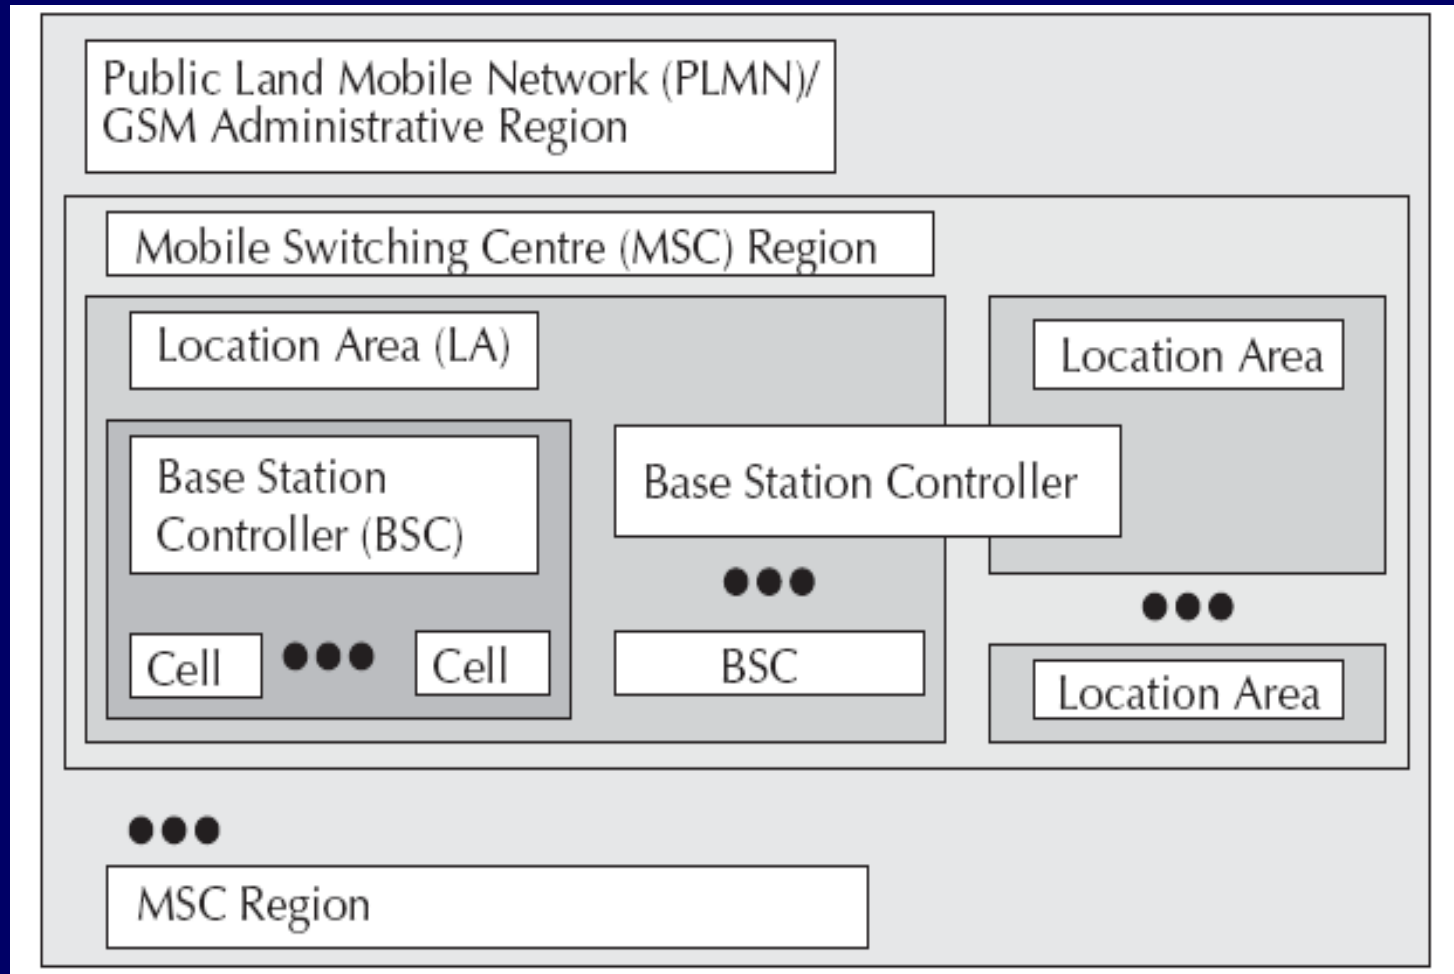 Public Land Mobile Network (PLMN)/
GSM Administrative Region
Mobile Switching Centre (MSC) Region
Location Area (LA)
Location Area
Base Station
Controller (BSC)
Base Station Controller
Cell
Cell
BSC
Location Area
MSC Region